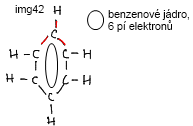 img42
H
benzenové jádro,
6 pí elektronů
C
H - C C - H
H - C C - H
C
H